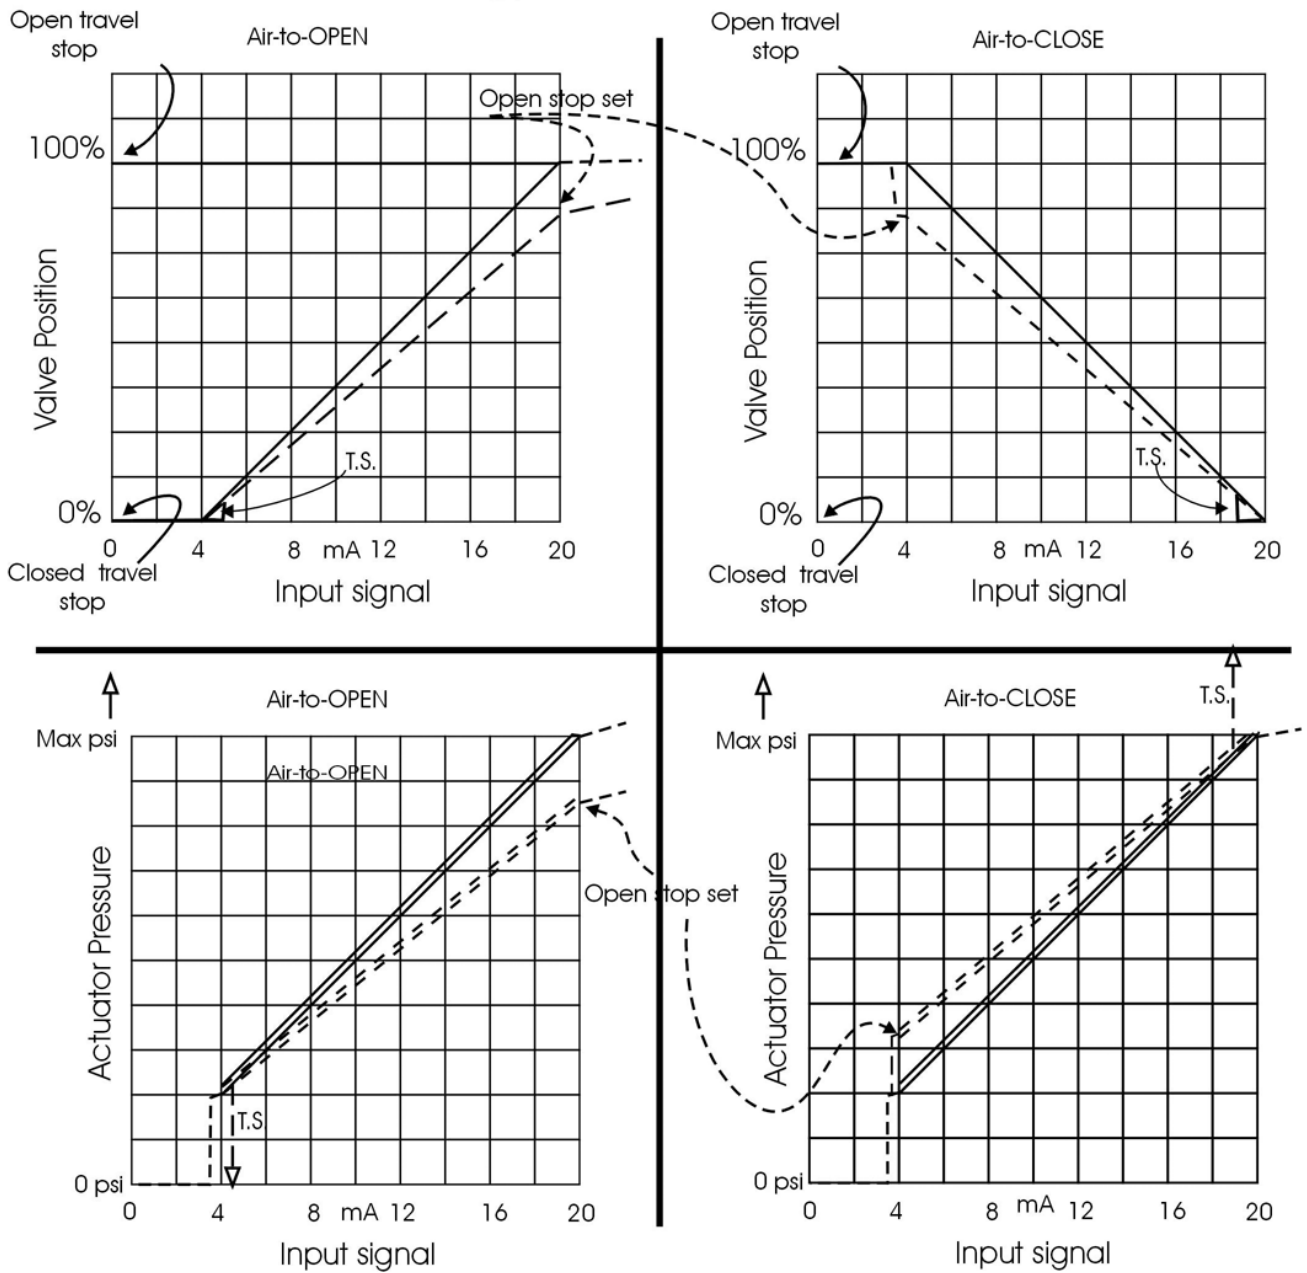 Open travel
stop
Air-to-OPEN
Open stop set
100%
Valve Position
T.S.
0%
0 4 8 mA 12 16 20
Closed travel
stop
Input signal
Open travel
stop
Air-to-CLOSE
100%
Valve Position
T.S.
0%
0 4 8 mA 12 16 20
Closed travel
stop
Input signal
Air-to-OPEN
Max psi
Air-to-OPEN
Actuator Pressure
Open stop set
T.S
0 psi
0 4 8 mA 12 16 20
Input signal
Air-to-CLOSE
T.S.
Max psi
Actuator Pressure
0 psi
0 4 8 mA 12 16 20
Input signal